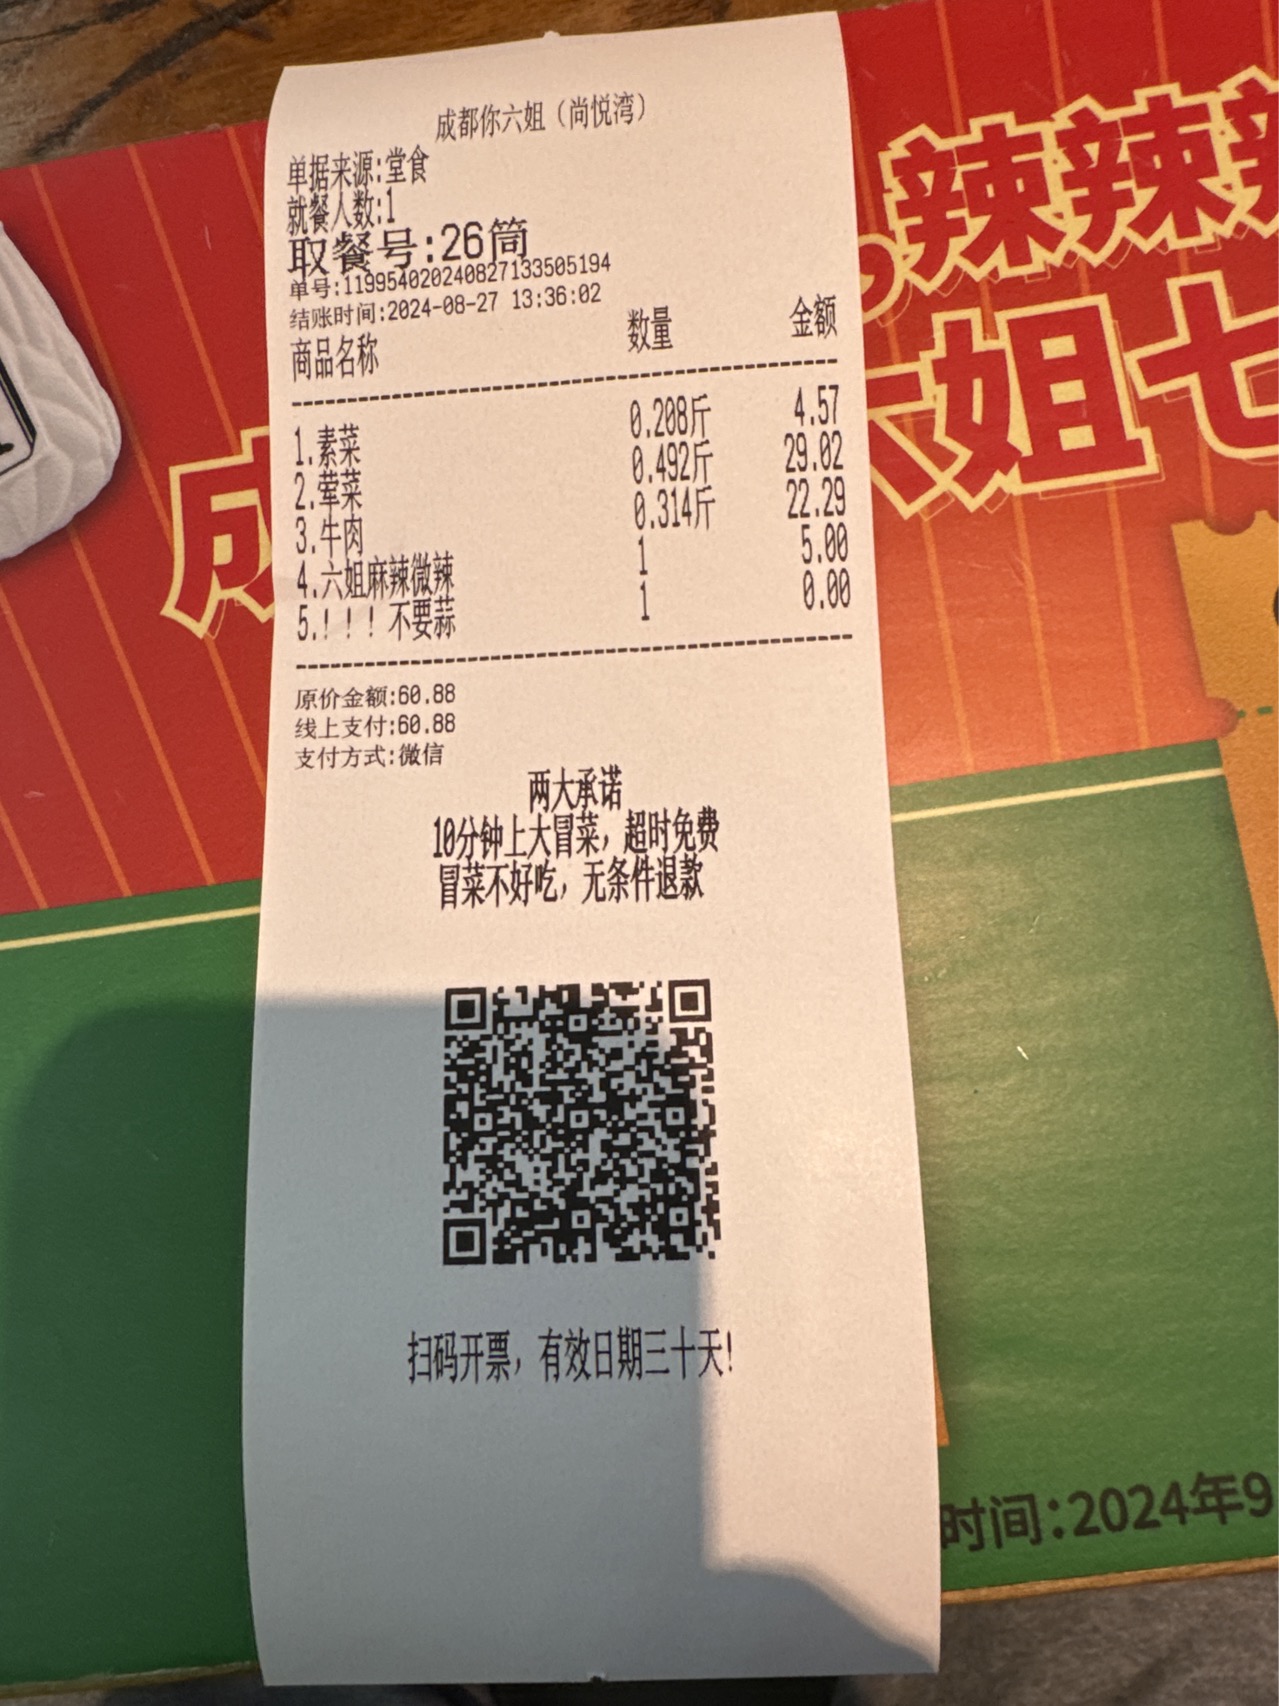 成都你六姐（尚悦湾）
单据来源:堂食
就餐人数:1
取餐号:26筒
单号:119954020240827133505194
结账时间:2024-08-27 13:36:02
商品名称 数量 金额
1.素菜 0.208斤 4.57
2.荤菜 0.492斤 29.02
3.牛肉 0.314斤 22.29
4.六姐麻辣微辣 1 5.00
5.！！！不要蒜 1 0.00
原价金额:60.88
线上支付:60.88
支付方式:微信
两大承诺
10分钟上大冒菜，超时免费
冒菜不好吃，无条件退款
扫码开票，有效日期三十天!
辣辣
成
六姐七
时间:2024年9